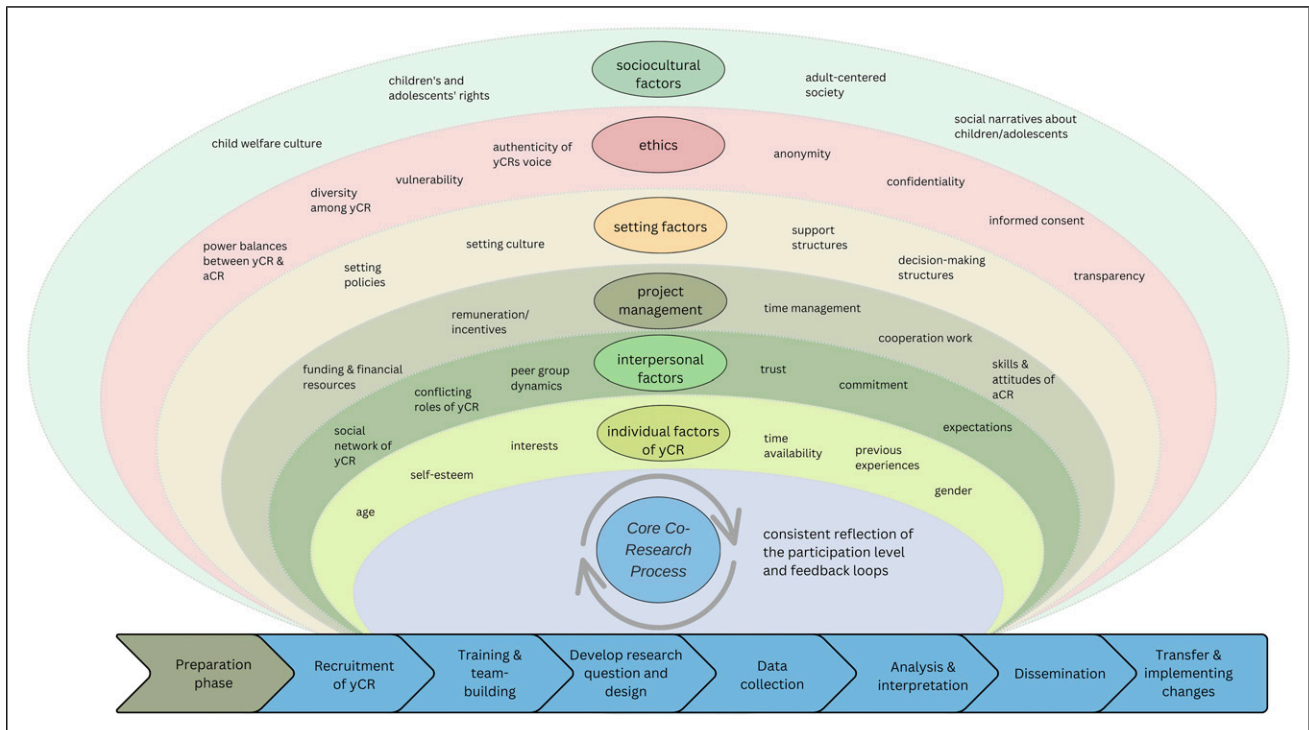 sociocultural
factors
children's and
adolescents' rights
adult-centered
society
child welfare culture
social narratives about
children/adolescents
ethics
authenticity of
yCRs voice
vulnerability
diversity
among yCR
power balances
between yCR &
aCR
anonymity
confidentiality
informed consent
transparency
setting factors
setting culture
setting
policies
support
structures
decision-making
structures
project
management
remuneration/
incentives
funding & financial
resources
time management
cooperation work
skills &
attitudes of
aCR
interpersonal
factors
peer group
dynamics
conflicting
roles of yCR
social
network of
yCR
trust
commitment
expectations
individual factors
of yCR
interests
self-esteem
age
time
availability
previous
experiences
gender
Core Co-
Research
Process
consistent reflection of
the participation level
and feedback loops
Preparation
phase
Recruitment
of yCR
Training &
team-
building
Develop research
question and
design
Data
collection
Analysis &
interpretation
Dissemination
Transfer &
implementing
changes